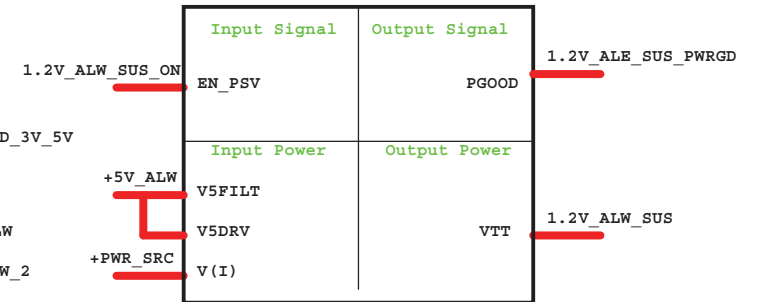 Input Signal
Output Signal
1.2V_ALW_SUS_ON
EN_PSV
PGOOD
1.2V_ALE_SUS_PWRGD
D_3V_5V
Input Power
Output Power
+5V_ALW
V5FILT
W
V5DRV
VTT
1.2V_ALW_SUS
W_2
+PWR_SRC
V(I)